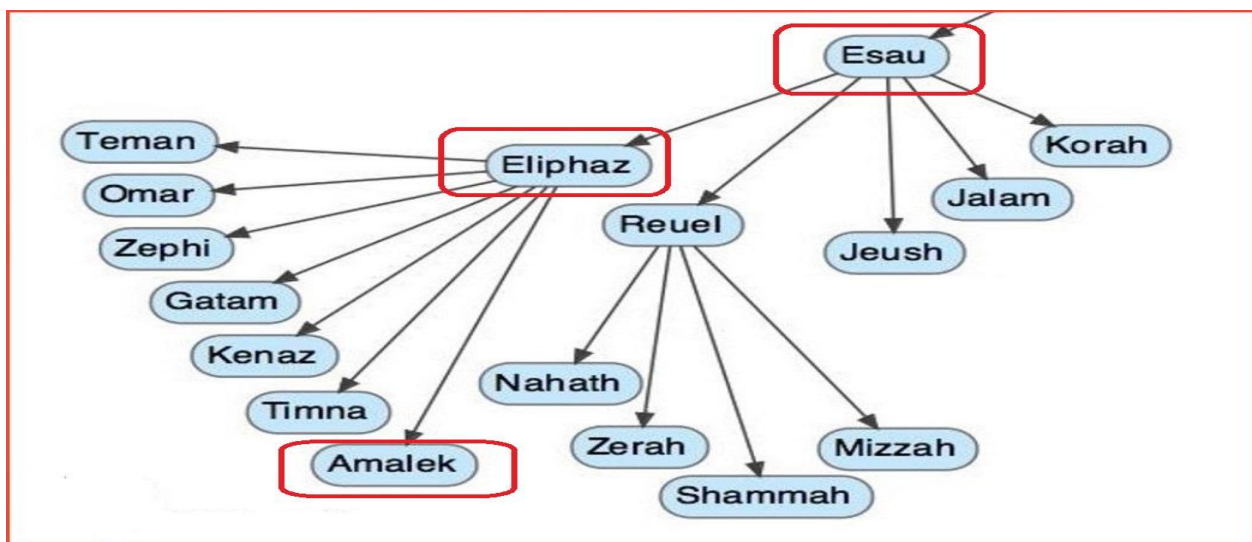 Esau
Teman
Korah
Eliphaz
Omar
Jalam
Reuel
Zephi
Jeush
Gatam
Kenaz
Nahath
Timna
Zerah
Mizzah
Amalek
Shammah